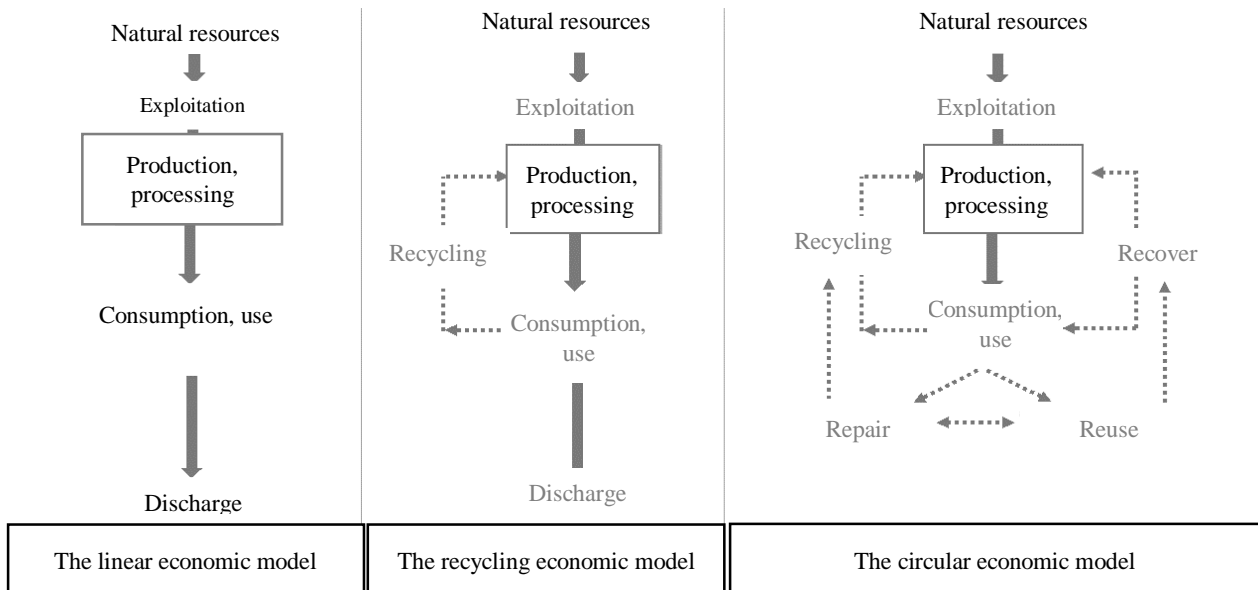 Natural resources
Exploitation
Production,
processing
Consumption, use
Discharge
The linear economic model
Natural resources
Exploitation
Production,
processing
Recycling
Consumption,
use
Discharge
The recycling economic model
Natural resources
Exploitation
Production,
processing
Recycling
Recover
Consumption,
use
Repair
Reuse
The circular economic model